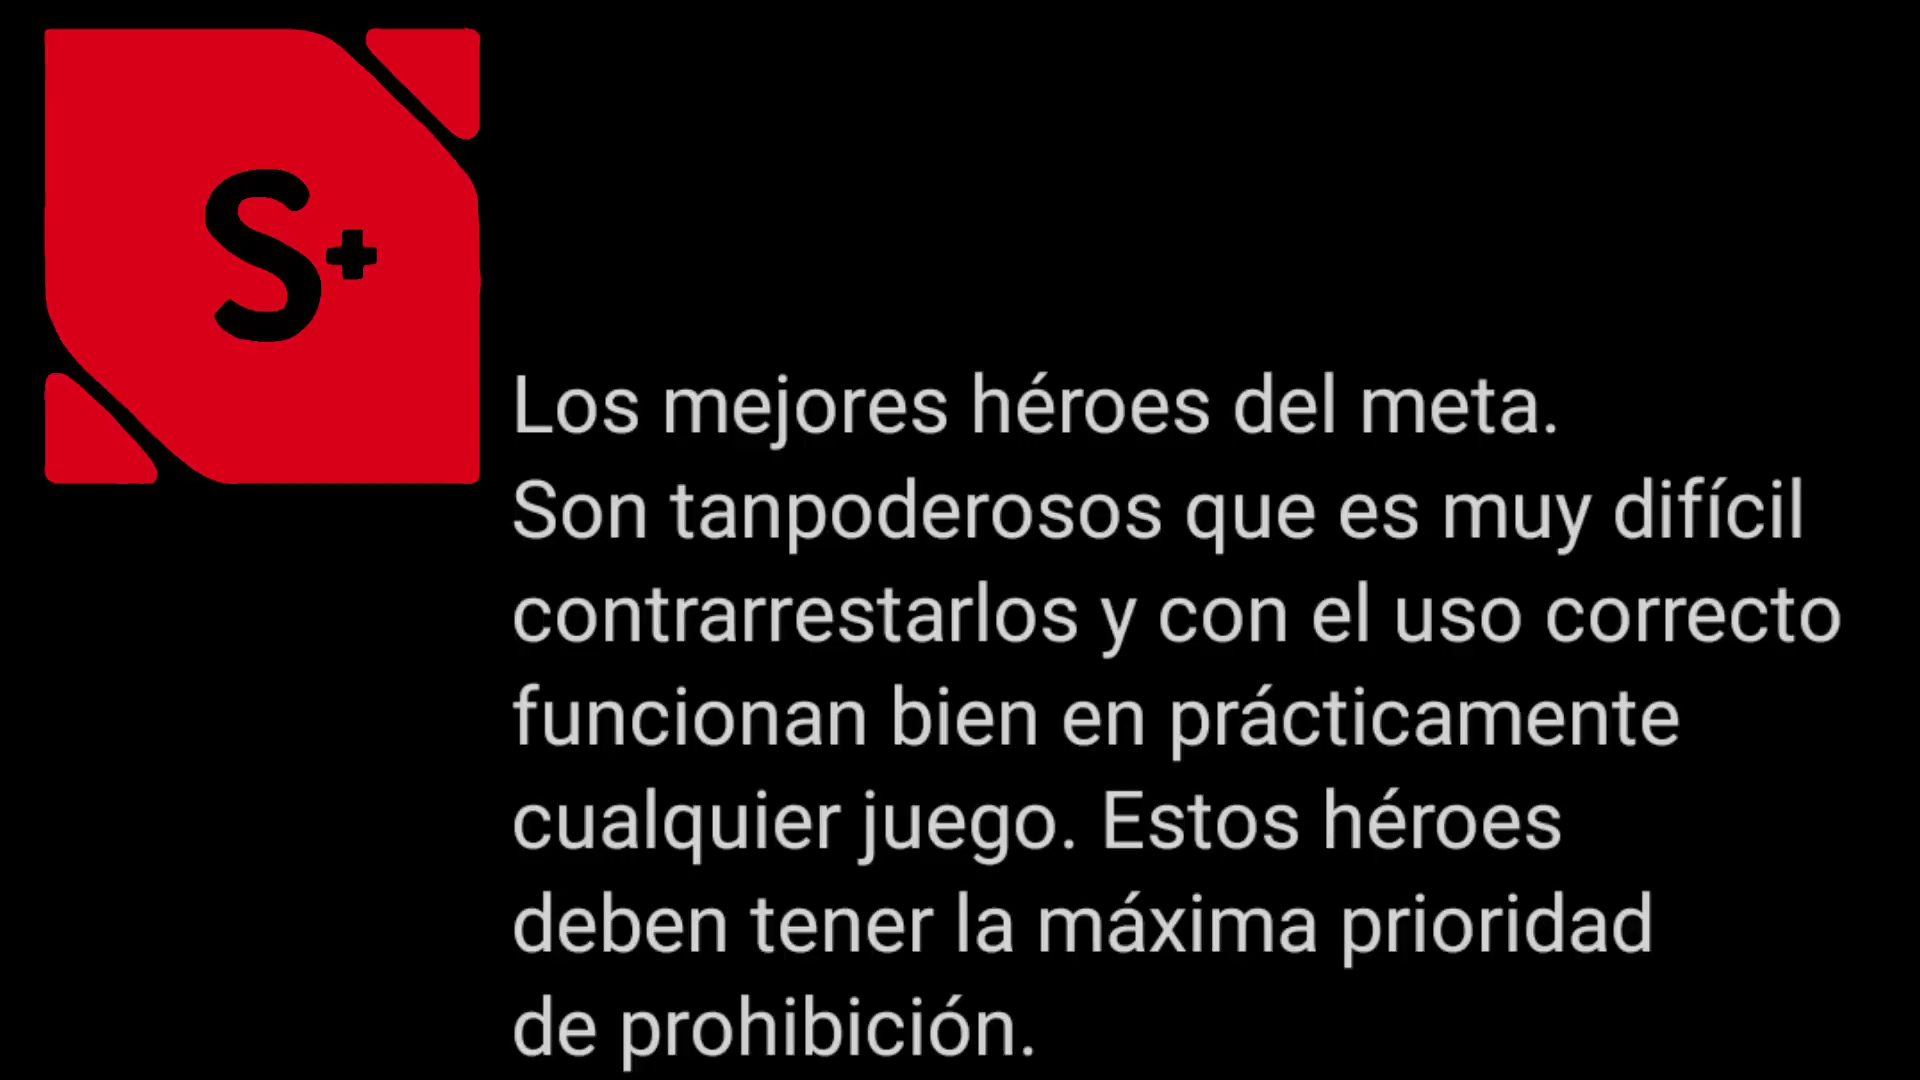 S+
Los mejores héroes del meta.
Son tanpoderosos que es muy difícil
contrarrestarlos y con el uso correcto
funcionan bien en prácticamente
cualquier juego. Estos héroes
deben tener la máxima prioridad
de prohibición.